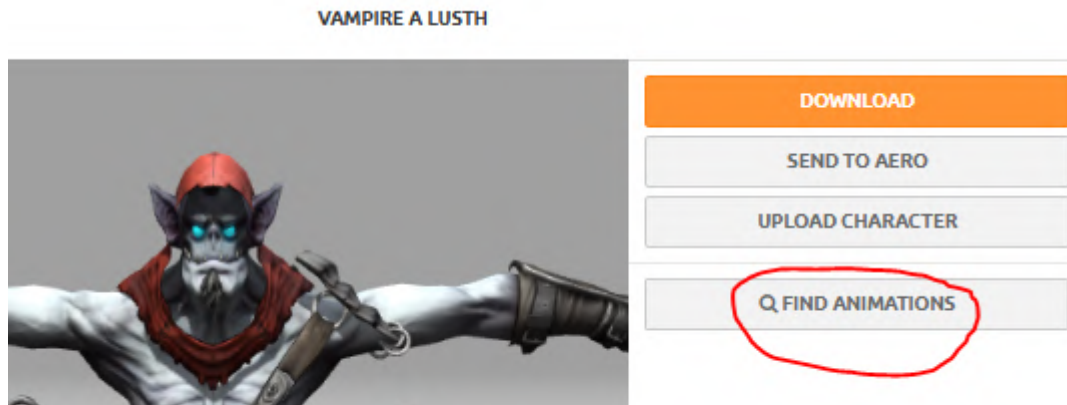 VAMPIRE A LUSTH
DOWNLOAD
SEND TO AERO
UPLOAD CHARACTER
FIND ANIMATIONS